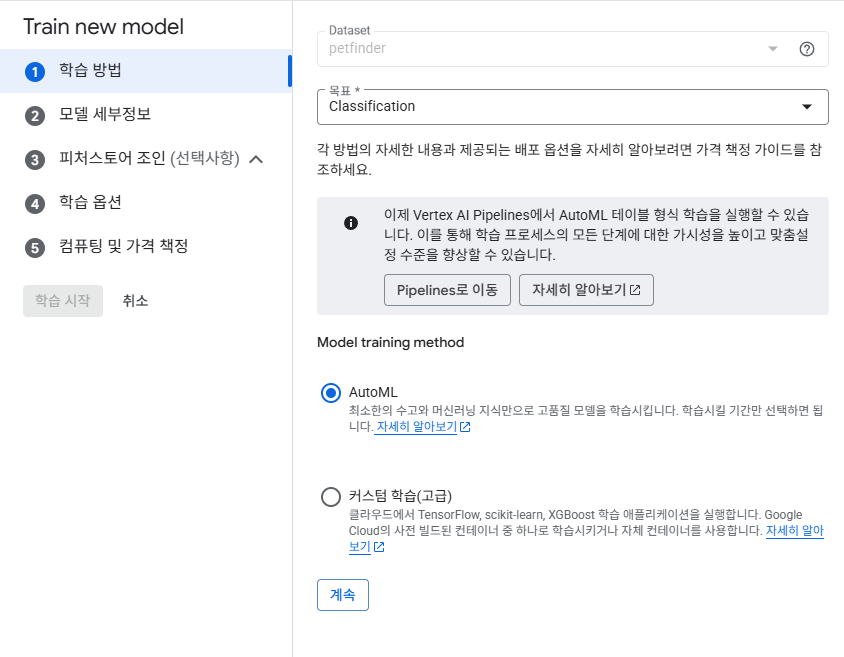 Train new model
1 학습 방법
2 모델 세부정보
3 피처스토어 조인 (선택사항)
4 학습 옵션
5 컴퓨팅 및 가격 책정
학습 시작 취소
Dataset
petfinder
목표 *
Classification
각 방법의 자세한 내용과 제공되는 배포 옵션을 자세히 알아보려면 가격 책정 가이드를 참
조하세요.
이제 Vertex AI Pipelines에서 AutoML 테이블 형식 학습을 실행할 수 있습
니다. 이를 통해 학습 프로세스의 모든 단계에 대한 가시성을 높이고 맞춤설
정 수준을 향상할 수 있습니다.
Pipelines로 이동 자세히 알아보기
Model training method
AutoML
최소한의 수고와 머신러닝 지식만으로 고품질 모델을 학습시킵니다. 학습시킬 기간만 선택하면 됩
니다. 자세히 알아보기
커스텀 학습(고급)
클라우드에서 TensorFlow, scikit-learn, XGBoost 학습 애플리케이션을 실행합니다. Google
Cloud의 사전 빌드된 컨테이너 중 하나로 학습시키거나 자체 컨테이너를 사용합니다. 자세히 알아
보기
계속